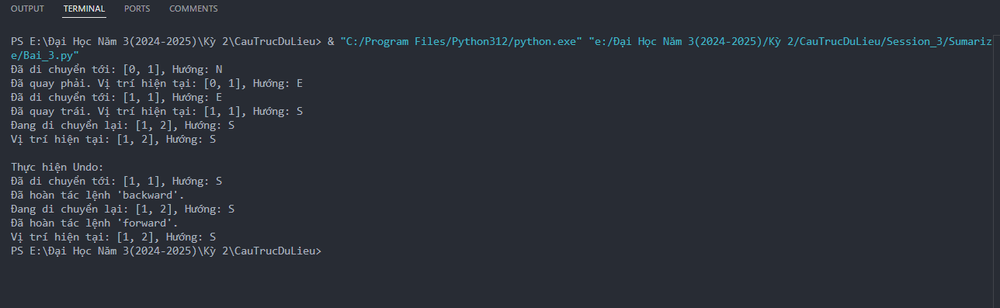 OUTPUT TERMINAL PORTS COMMENTS
PS E:\Đại Học Năm 3(2024-2025)\Kỳ 2\CauTrucDuLieu> & "C:/Program Files/Python312/python.exe" "e:/Đại Học Năm 3(2024-2025)/Kỳ 2/CauTrucDuLieu/Session_3/Sumariz
e/Bai_3.py"
Đã di chuyển tới: [0, 1], Hướng: N
Đã quay phải. Vị trí hiện tại: [0, 1], Hướng: E
Đã di chuyển tới: [1, 1], Hướng: E
Đã quay trái. Vị trí hiện tại: [1, 1], Hướng: S
Đang di chuyển lại: [1, 2], Hướng: S
Vị trí hiện tại: [1, 2], Hướng: S
Thực hiện Undo:
Đã di chuyển tới: [1, 1], Hướng: S
Đã hoàn tác lệnh 'backward'.
Đang di chuyển lại: [1, 2], Hướng: S
Đã hoàn tác lệnh 'forward'.
Vị trí hiện tại: [1, 2], Hướng: S
PS E:\Đại Học Năm 3(2024-2025)\Kỳ 2\CauTrucDuLieu>